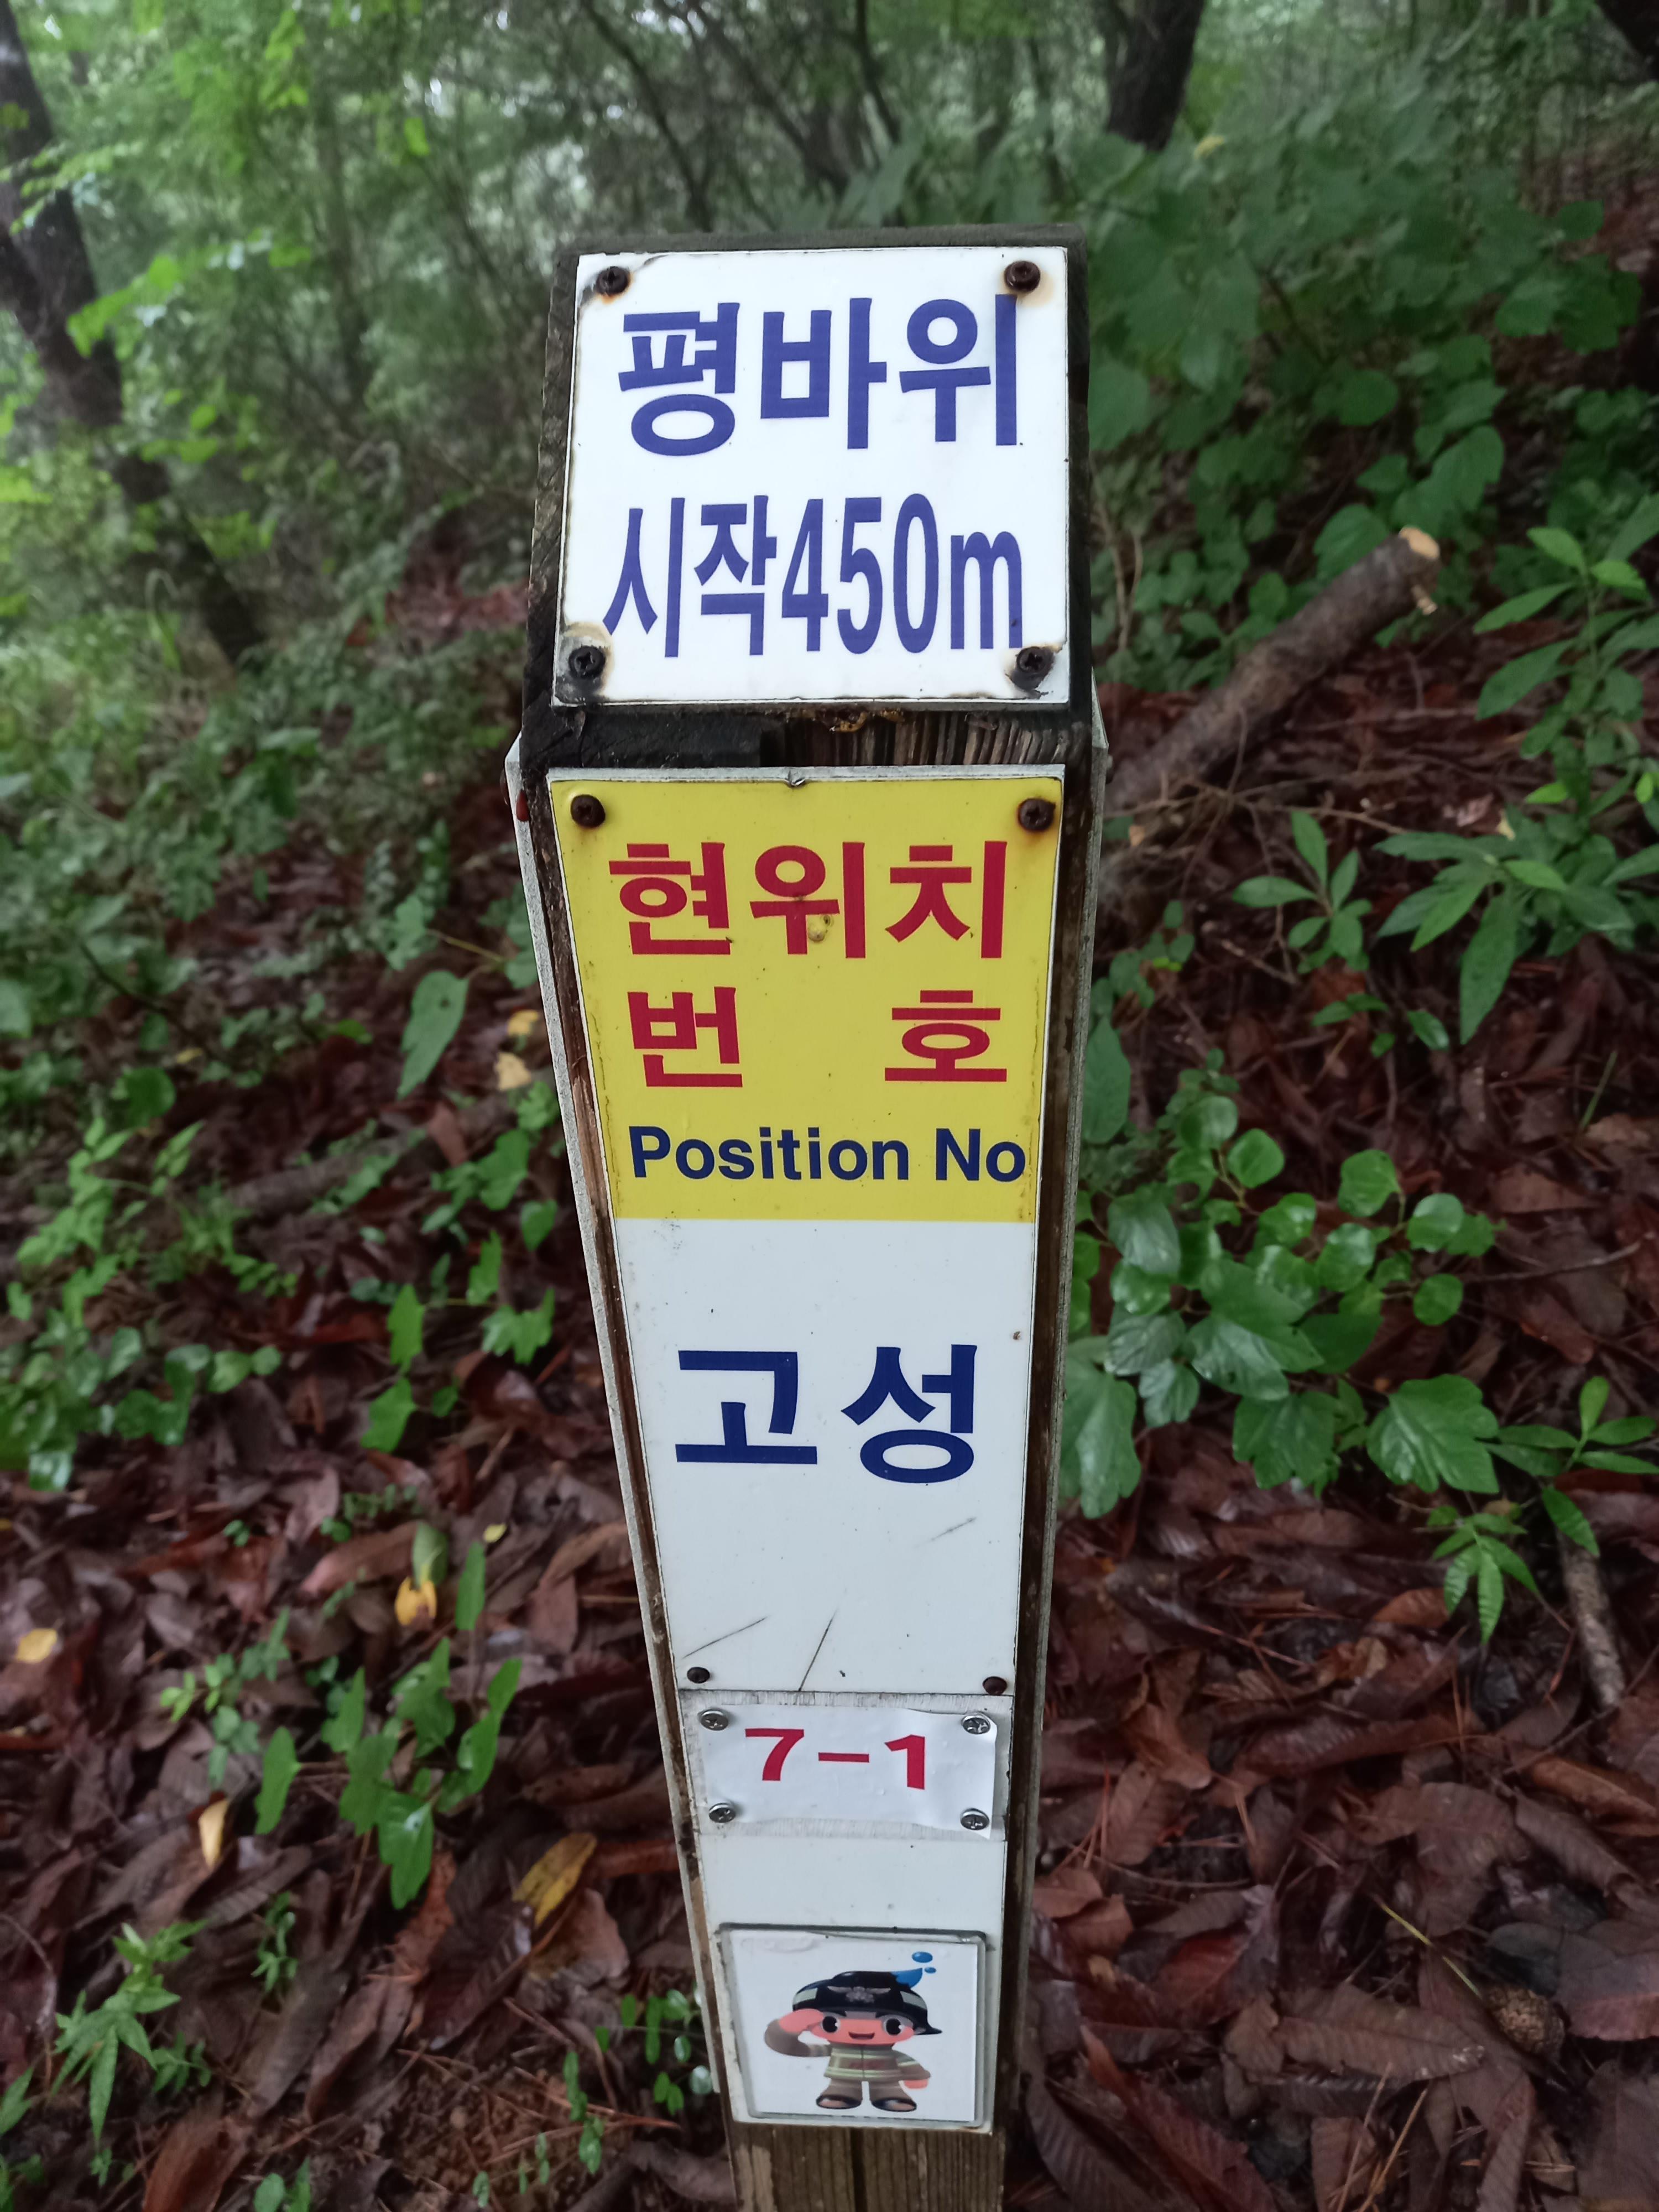 평바위
시작450m
현위치
번 호
Position No
고성
7-1